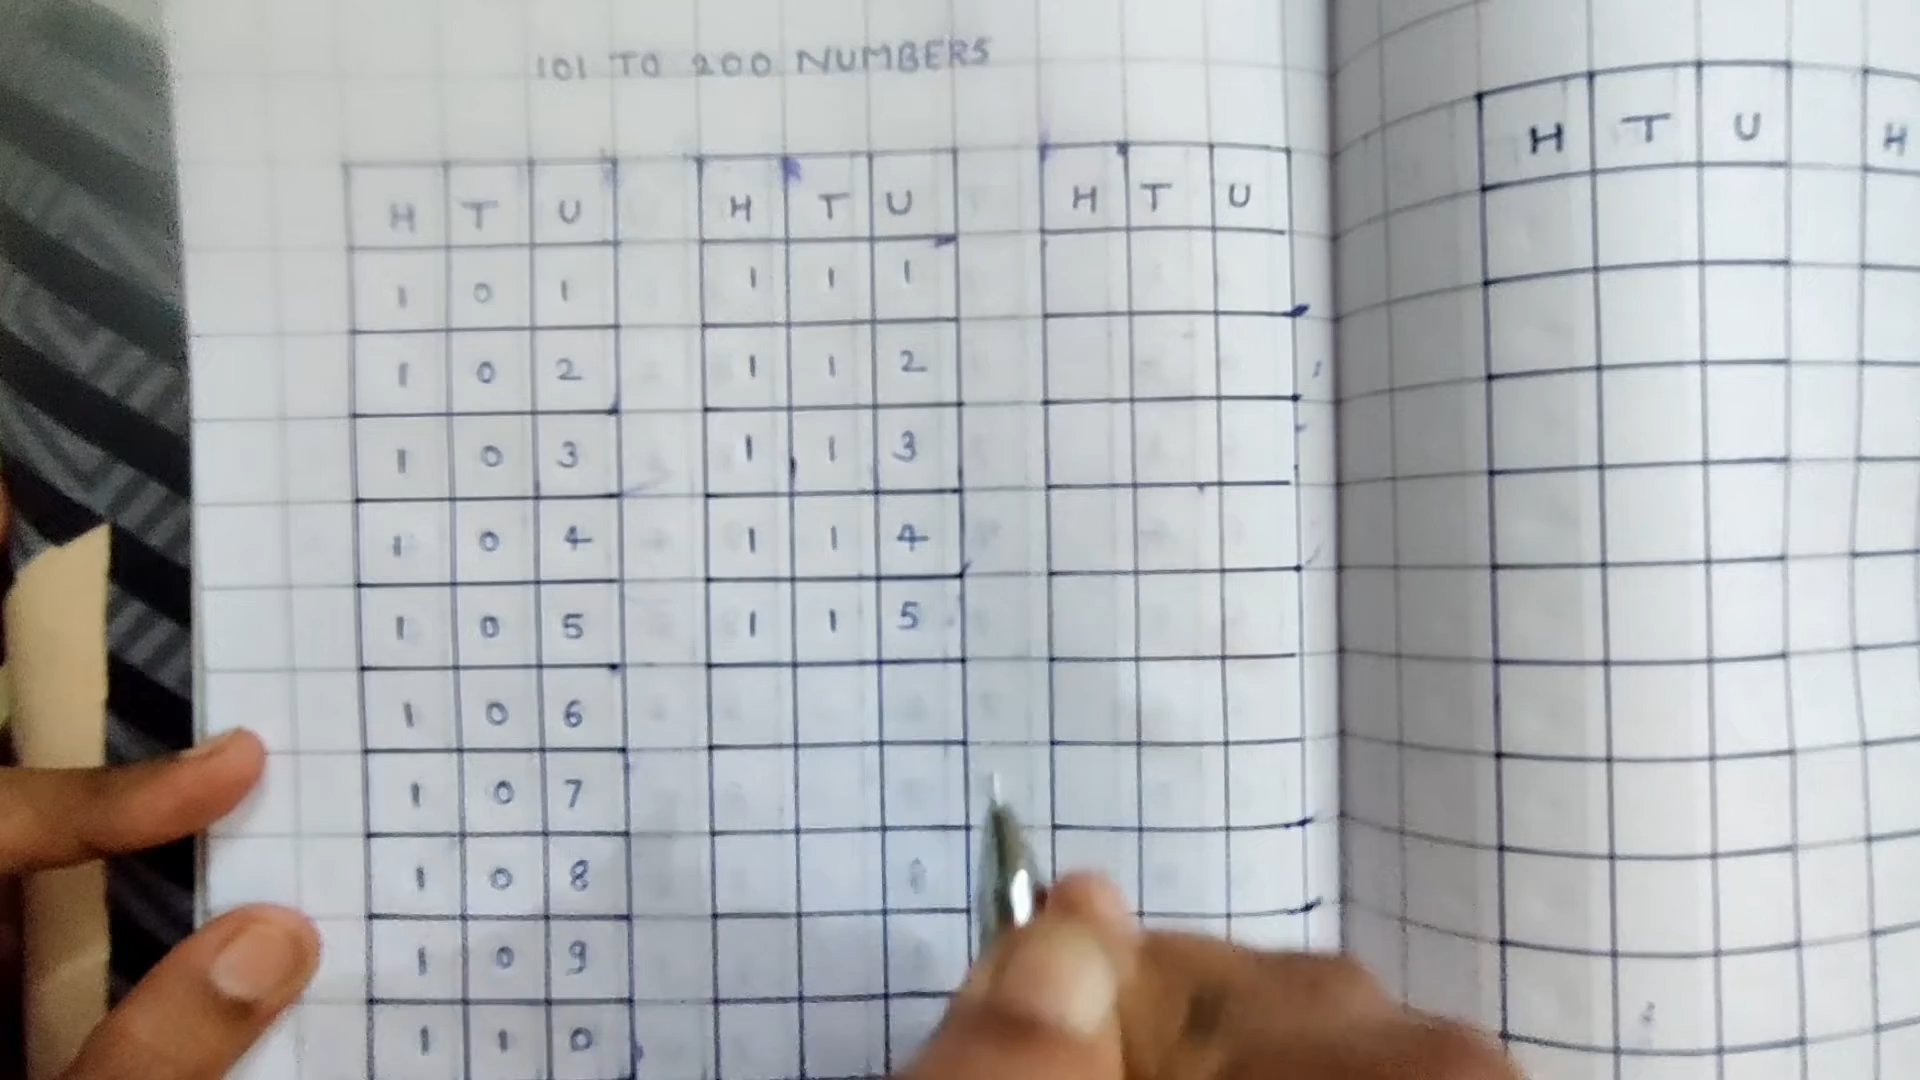 101 TO 200 NUMBERS
H T U H T U H T U H T U H
1 0 1 1 1 1
1 0 2 1 1 2
1 0 3 1 1 3
1 0 4 1 1 4
1 0 5 1 1 5
1 0 6
1 0 7
1 0 8
1 0 9
1 1 0